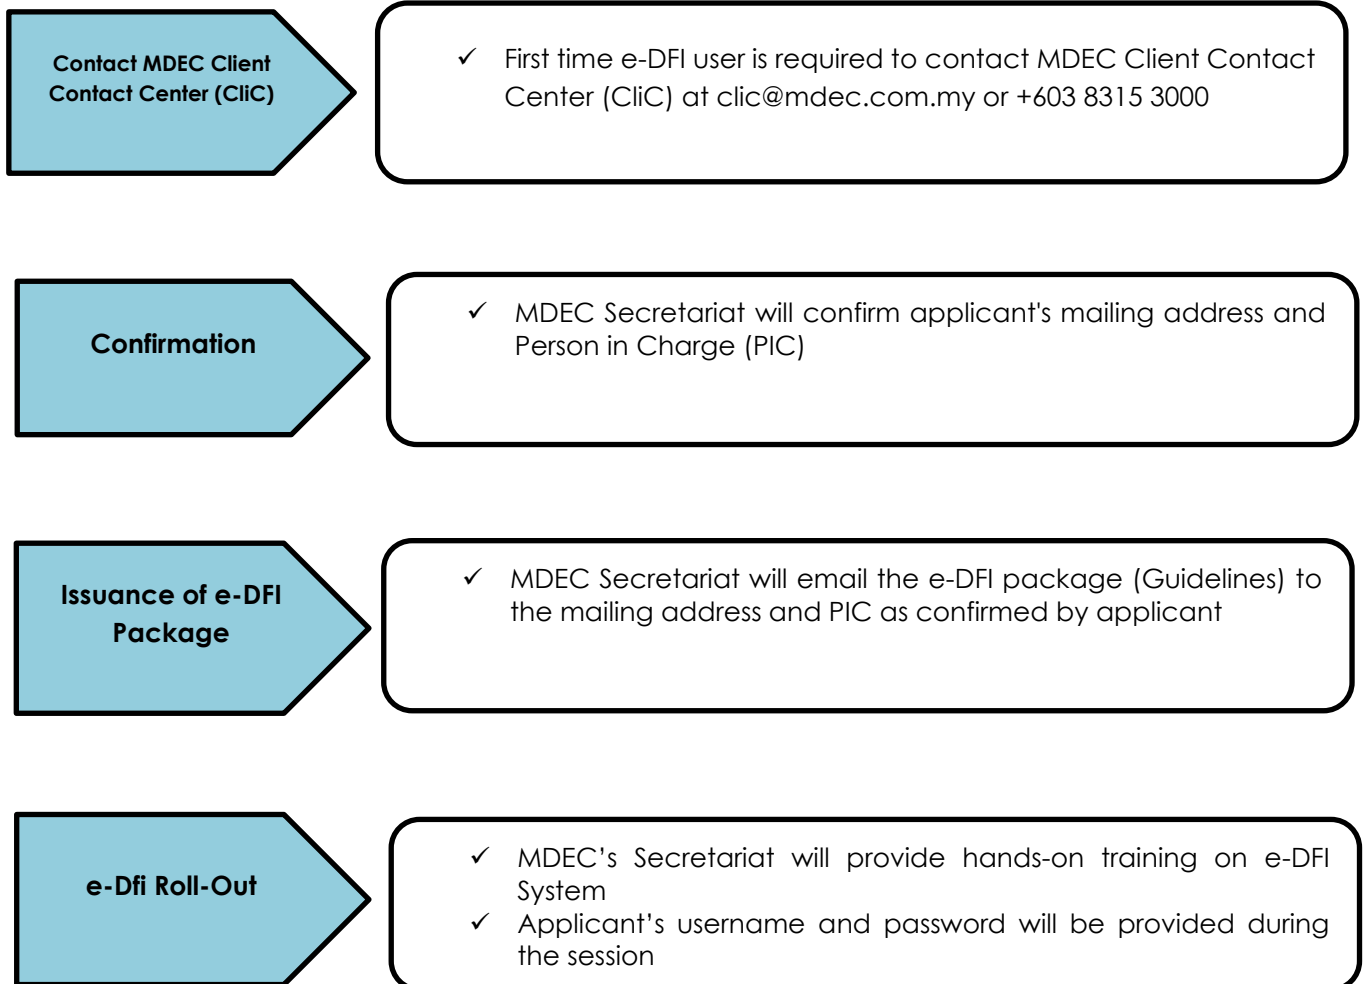 Contact MDEC Client
Contact Center (CliC)
✓ First time e-DFI user is required to contact MDEC Client Contact
Center (CliC) at clic@mdec.com.my or +603 8315 3000
Confirmation
✓ MDEC Secretariat will confirm applicant's mailing address and
Person in Charge (PIC)
Issuance of e-DFI
Package
✓ MDEC Secretariat will email the e-DFI package (Guidelines) to
the mailing address and PIC as confirmed by applicant
e-Dfi Roll-Out
✓ MDEC’s Secretariat will provide hands-on training on e-DFI
System
✓ Applicant’s username and password will be provided during
the session